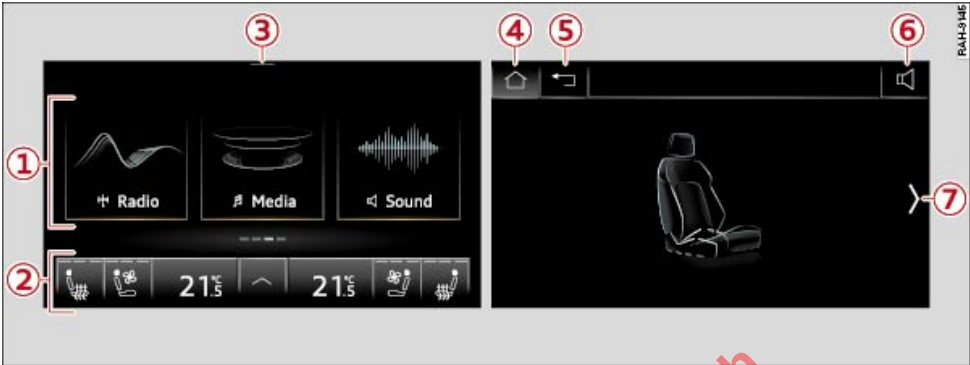 ③ ④ ⑤ ⑥
RAH-9145
①
Radio Media Sound
②
21.5 °C 21.5 °C
⑦